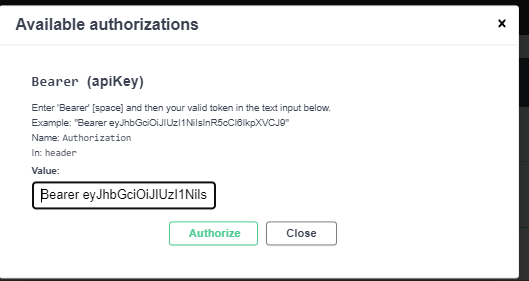 Available authorizations
×
Bearer (apiKey)
Enter 'Bearer' [space] and then your valid token in the text input below.
Example: "Bearer eyJhbGciOiJIUzI1NiIsInR5cCI6IkpXVCJ9"
Name: Authorization
In: header
Value:
Bearer eyJhbGciOiJIUzI1NiIs
Authorize
Close